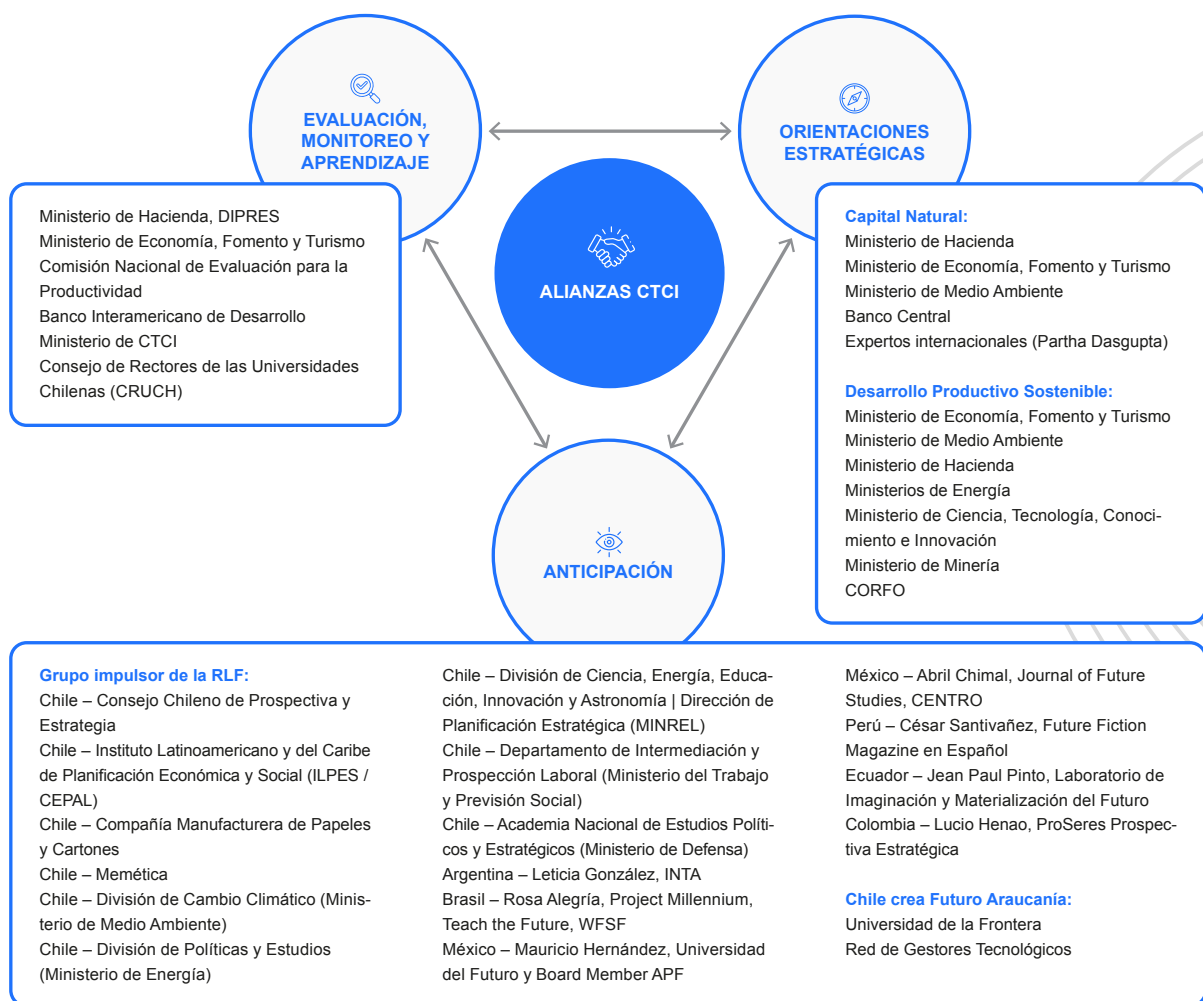 EVALUACIÓN,
MONITOREO Y
APRENDIZAJE
ORIENTACIONES
ESTRATÉGICAS
ALIANZAS CTCI
Ministerio de Hacienda, DIPRES
Ministerio de Economía, Fomento y Turismo
Comisión Nacional de Evaluación para la
Productividad
Banco Interamericano de Desarrollo
Ministerio de CTCI
Consejo de Rectores de las Universidades
Chilenas (CRUCH)
Capital Natural:
Ministerio de Hacienda
Ministerio de Economía, Fomento y Turismo
Ministerio de Medio Ambiente
Banco Central
Expertos internacionales (Partha Dasgupta)
Desarrollo Productivo Sostenible:
Ministerio de Economía, Fomento y Turismo
Ministerio de Medio Ambiente
Ministerio de Hacienda
Ministerios de Energía
Ministerio de Ciencia, Tecnología, Conoci-
miento e Innovación
Ministerio de Minería
CORFO
ANTICIPACIÓN
Grupo impulsor de la RLF:
Chile – Consejo Chileno de Prospectiva y
Estrategia
Chile – Instituto Latinoamericano y del Caribe
de Planificación Económica y Social (ILPES /
CEPAL)
Chile – Compañía Manufacturera de Papeles
y Cartones
Chile – Memética
Chile – División de Cambio Climático (Minis-
terio de Medio Ambiente)
Chile – División de Políticas y Estudios
(Ministerio de Energía)
Chile – División de Ciencia, Energía, Educa-
ción, Innovación y Astronomía | Dirección de
Planificación Estratégica (MINREL)
Chile – Departamento de Intermediación y
Prospección Laboral (Ministerio del Trabajo
y Previsión Social)
Chile – Academia Nacional de Estudios Políti-
cos y Estratégicos (Ministerio de Defensa)
Argentina – Leticia González, INTA
Brasil – Rosa Alegría, Project Millennium,
Teach the Future, WFSF
México – Mauricio Hernández, Universidad
del Futuro y Board Member APF
México – Abril Chimal, Journal of Future
Studies, CENTRO
Perú – César Santivañez, Future Fiction
Magazine en Español
Ecuador – Jean Paul Pinto, Laboratorio de
Imaginación y Materialización del Futuro
Colombia – Lucio Henao, ProSeres Prospec-
tiva Estratégica
Chile crea Futuro Araucanía:
Universidad de la Frontera
Red de Gestores Tecnológicos